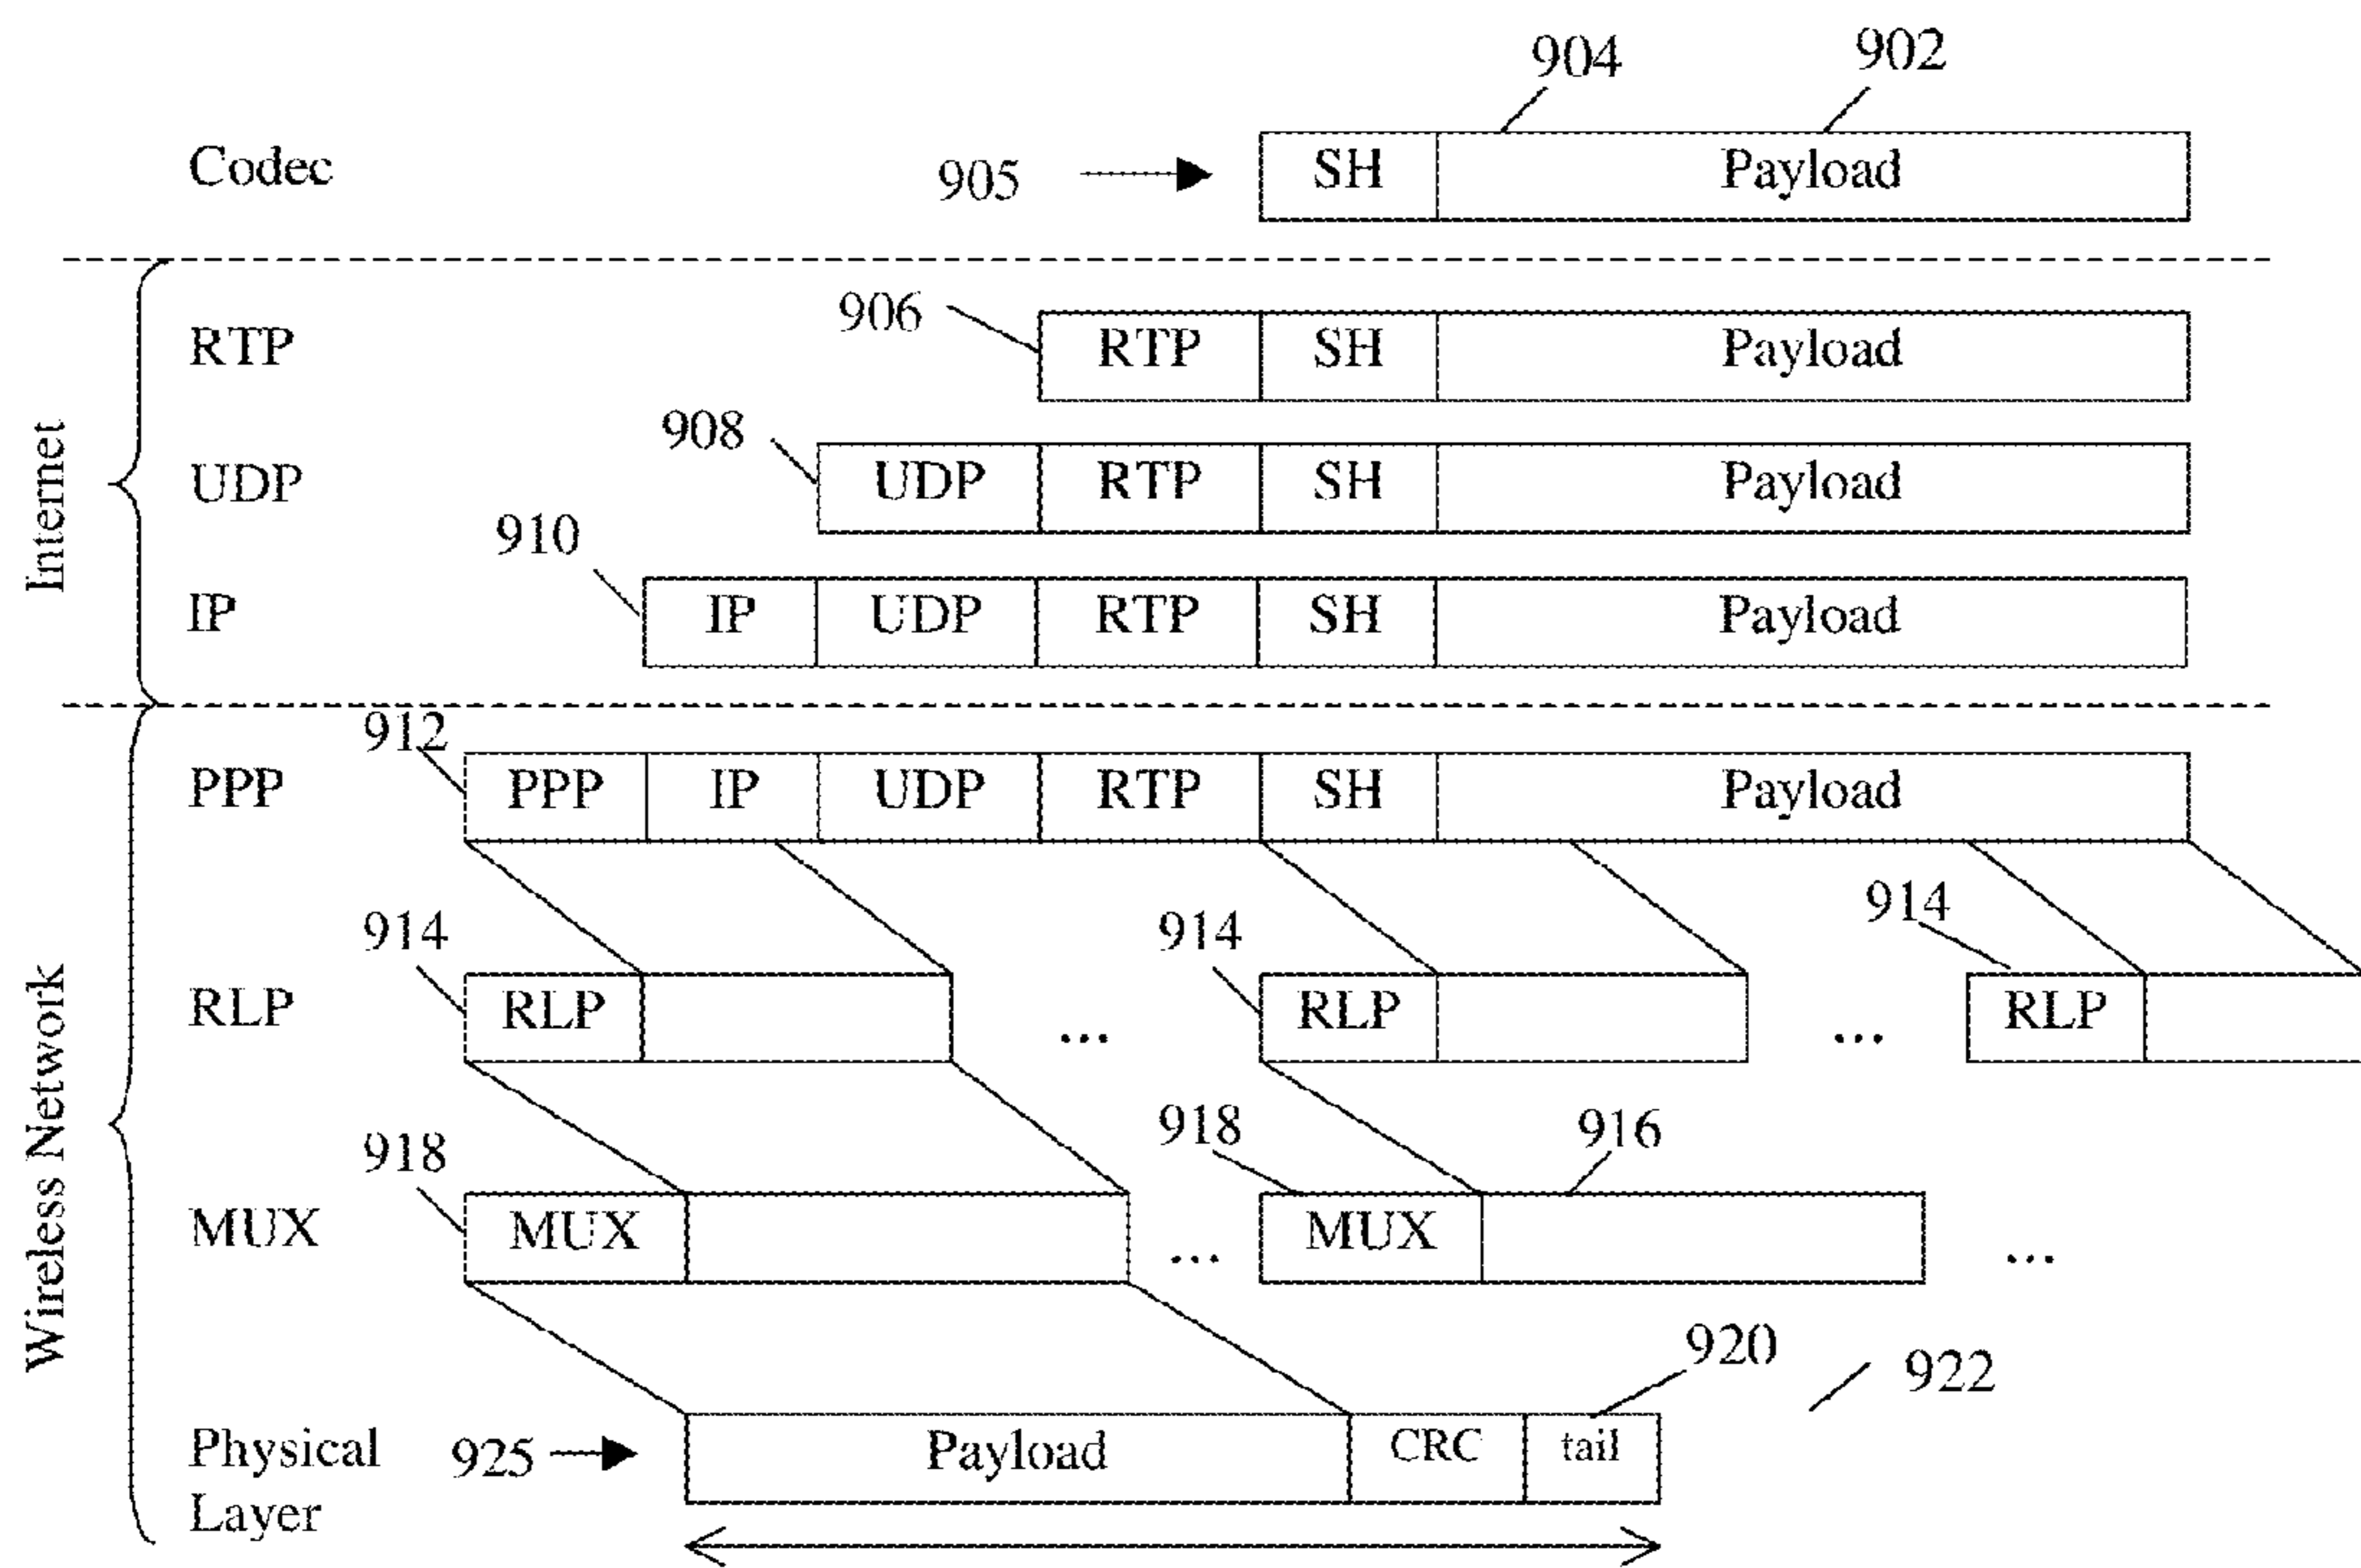 904 902
Codec 905 SH Payload
906
RTP RTP SH Payload
908
UDP UDP RTP SH Payload
910
IP IP UDP RTP SH Payload
Internet
912
PPP PPP IP UDP RTP SH Payload
914 914 914
RLP RLP ... RLP ... RLP
918 918 916
MUX MUX ... MUX ...
920 922
Physical Layer 925 Payload CRC tail
Wireless Network